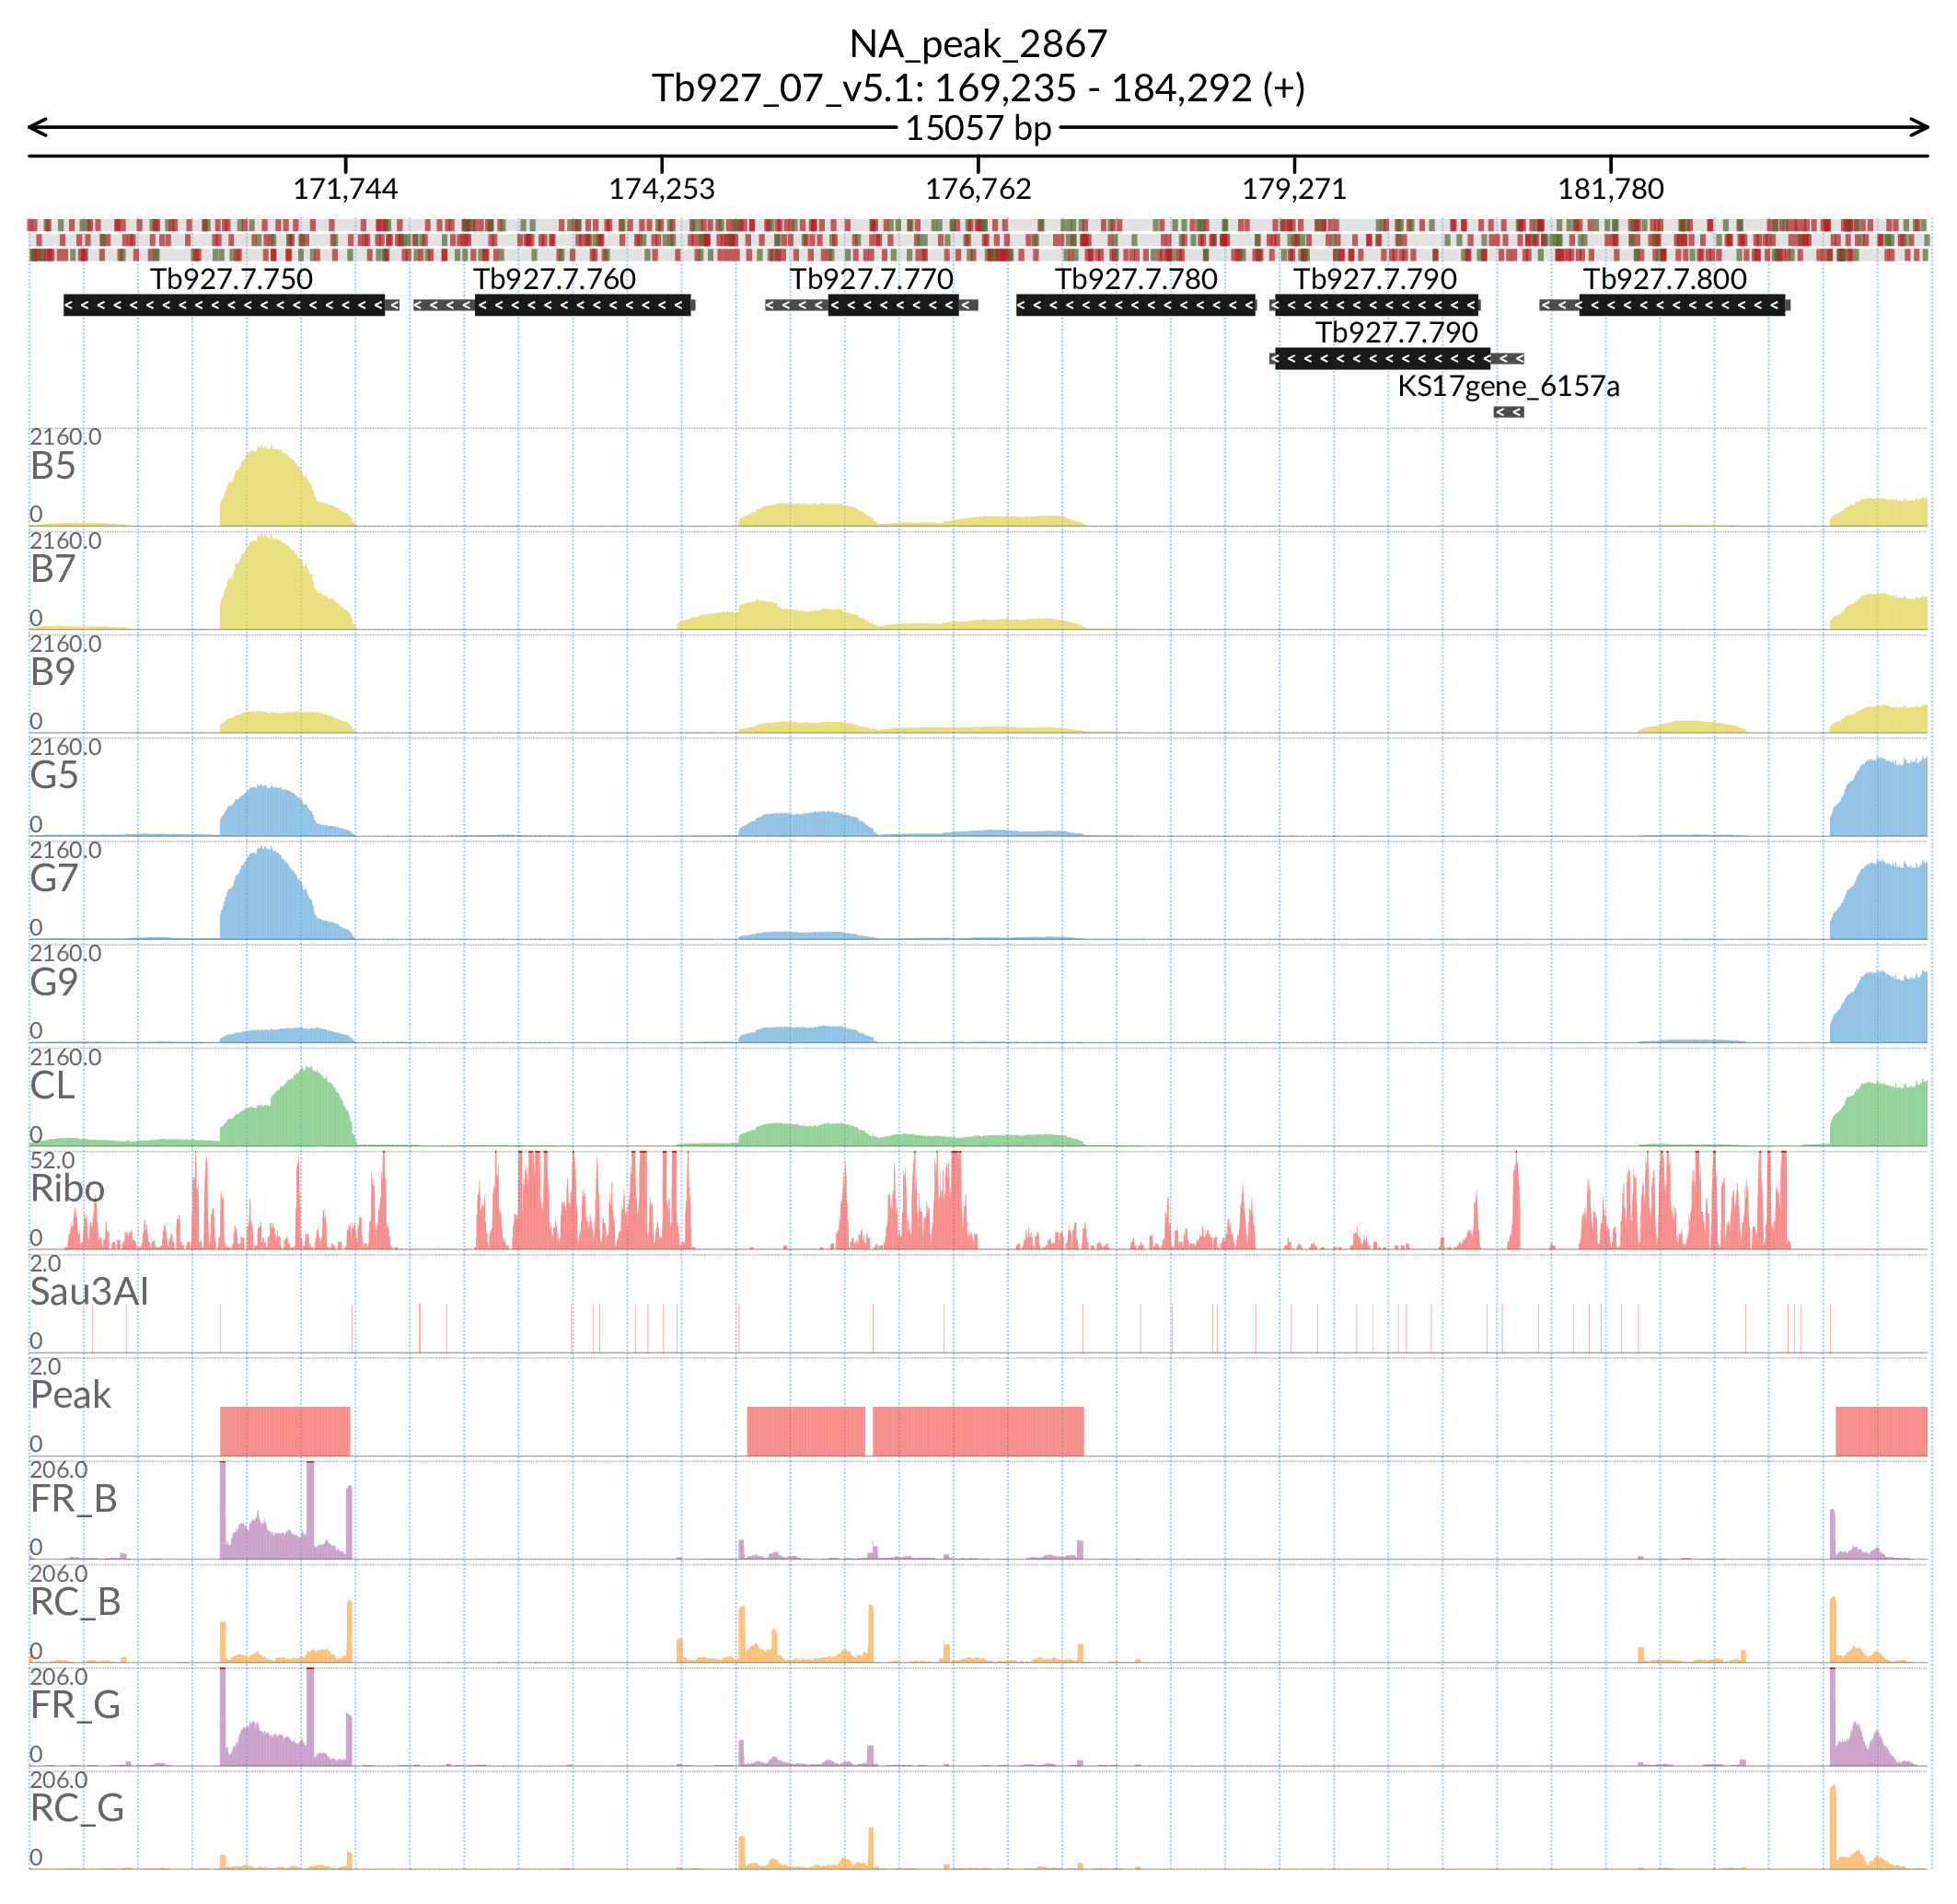 NA_peak_2867
Tb927_07_v5.1: 169,235 - 184,292 (+)
15057 bp
171,744 174,253 176,762 179,271 181,780
Tb927.7.750 Tb927.7.760 Tb927.7.770 Tb927.7.780 Tb927.7.790 Tb927.7.800
Tb927.7.790
KS17gene_6157a
2160.0
B5
0
2160.0
B7
0
2160.0
B9
0
2160.0
G5
0
2160.0
G7
0
2160.0
G9
0
2160.0
CL
0
52.0
Ribo
0
2.0
Sau3AI
0
2.0
Peak
0
206.0
FR_B
0
206.0
RC_B
0
206.0
FR_G
0
206.0
RC_G
0